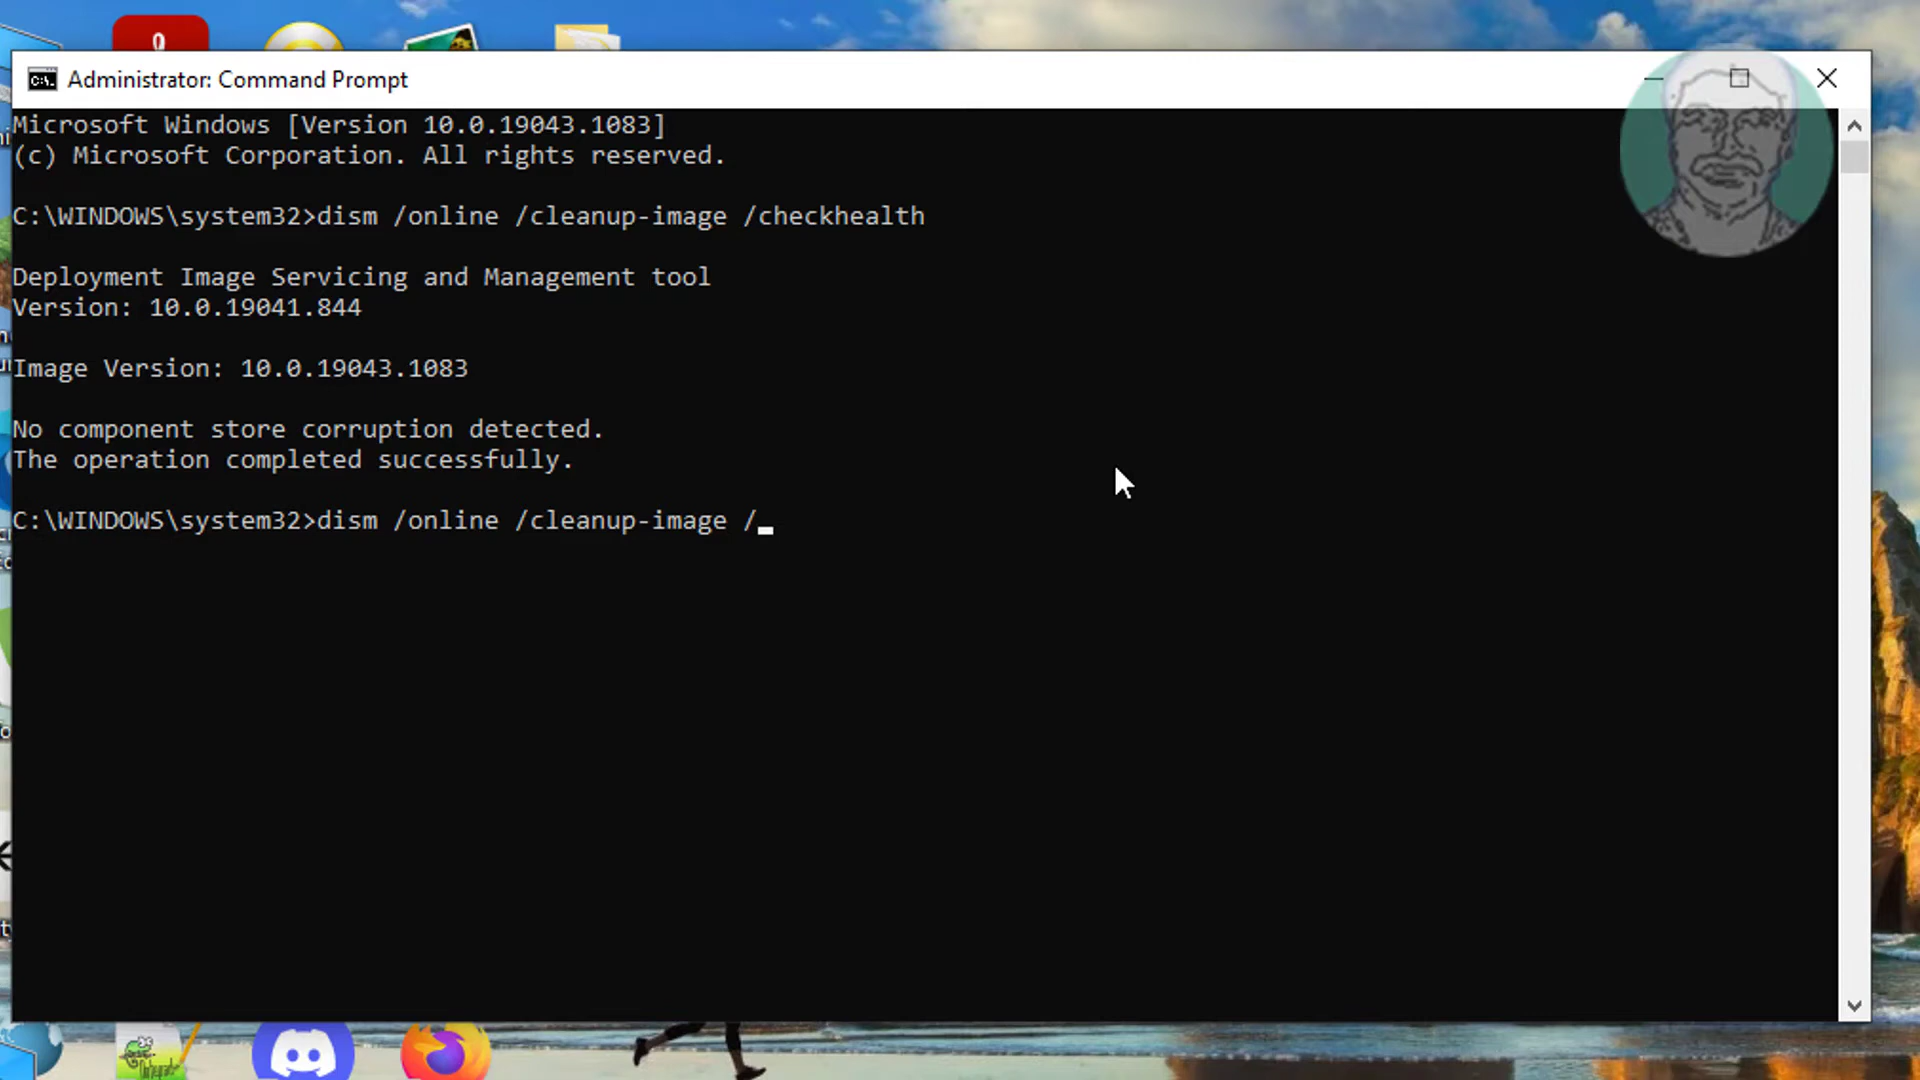 Administrator: Command Prompt
Microsoft Windows [Version 10.0.19043.1083]
(c) Microsoft Corporation. All rights reserved.
C:\WINDOWS\system32>dism /online /cleanup-image /checkhealth
Deployment Image Servicing and Management tool
Version: 10.0.19041.844
Image Version: 10.0.19043.1083
No component store corruption detected.
The operation completed successfully.
C:\WINDOWS\system32>dism /online /cleanup-image /